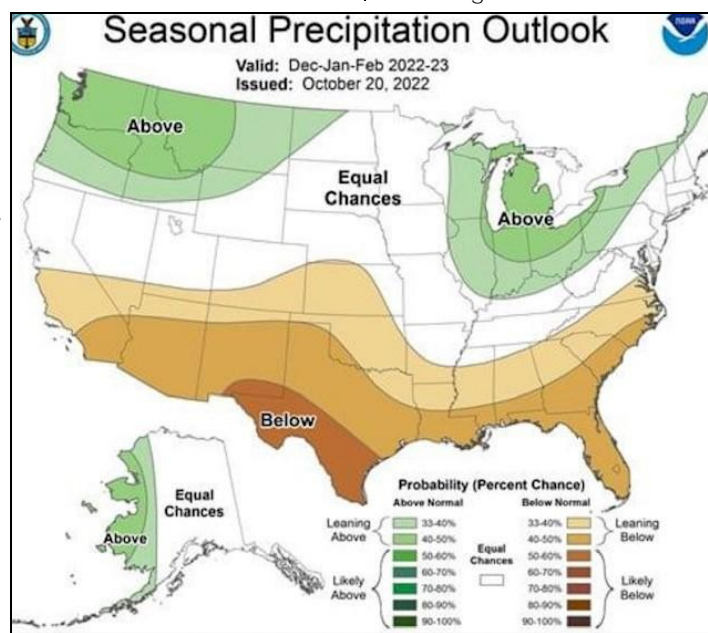 Seasonal Precipitation Outlook
Valid: Dec-Jan-Feb 2022-23
Issued: October 20, 2022
Above
Equal
Chances
Above
Below
Equal
Chances
Above
Probability (Percent Chance)
Above Normal
Below Normal
Leaning
Above
33-40%
40-50%
Likely
Above
50-60%
60-70%
70-80%
80-90%
90-100%
Equal
Chances
33-40%
40-50%
Leaning
Below
50-60%
60-70%
70-80%
80-90%
90-100%
Likely
Below